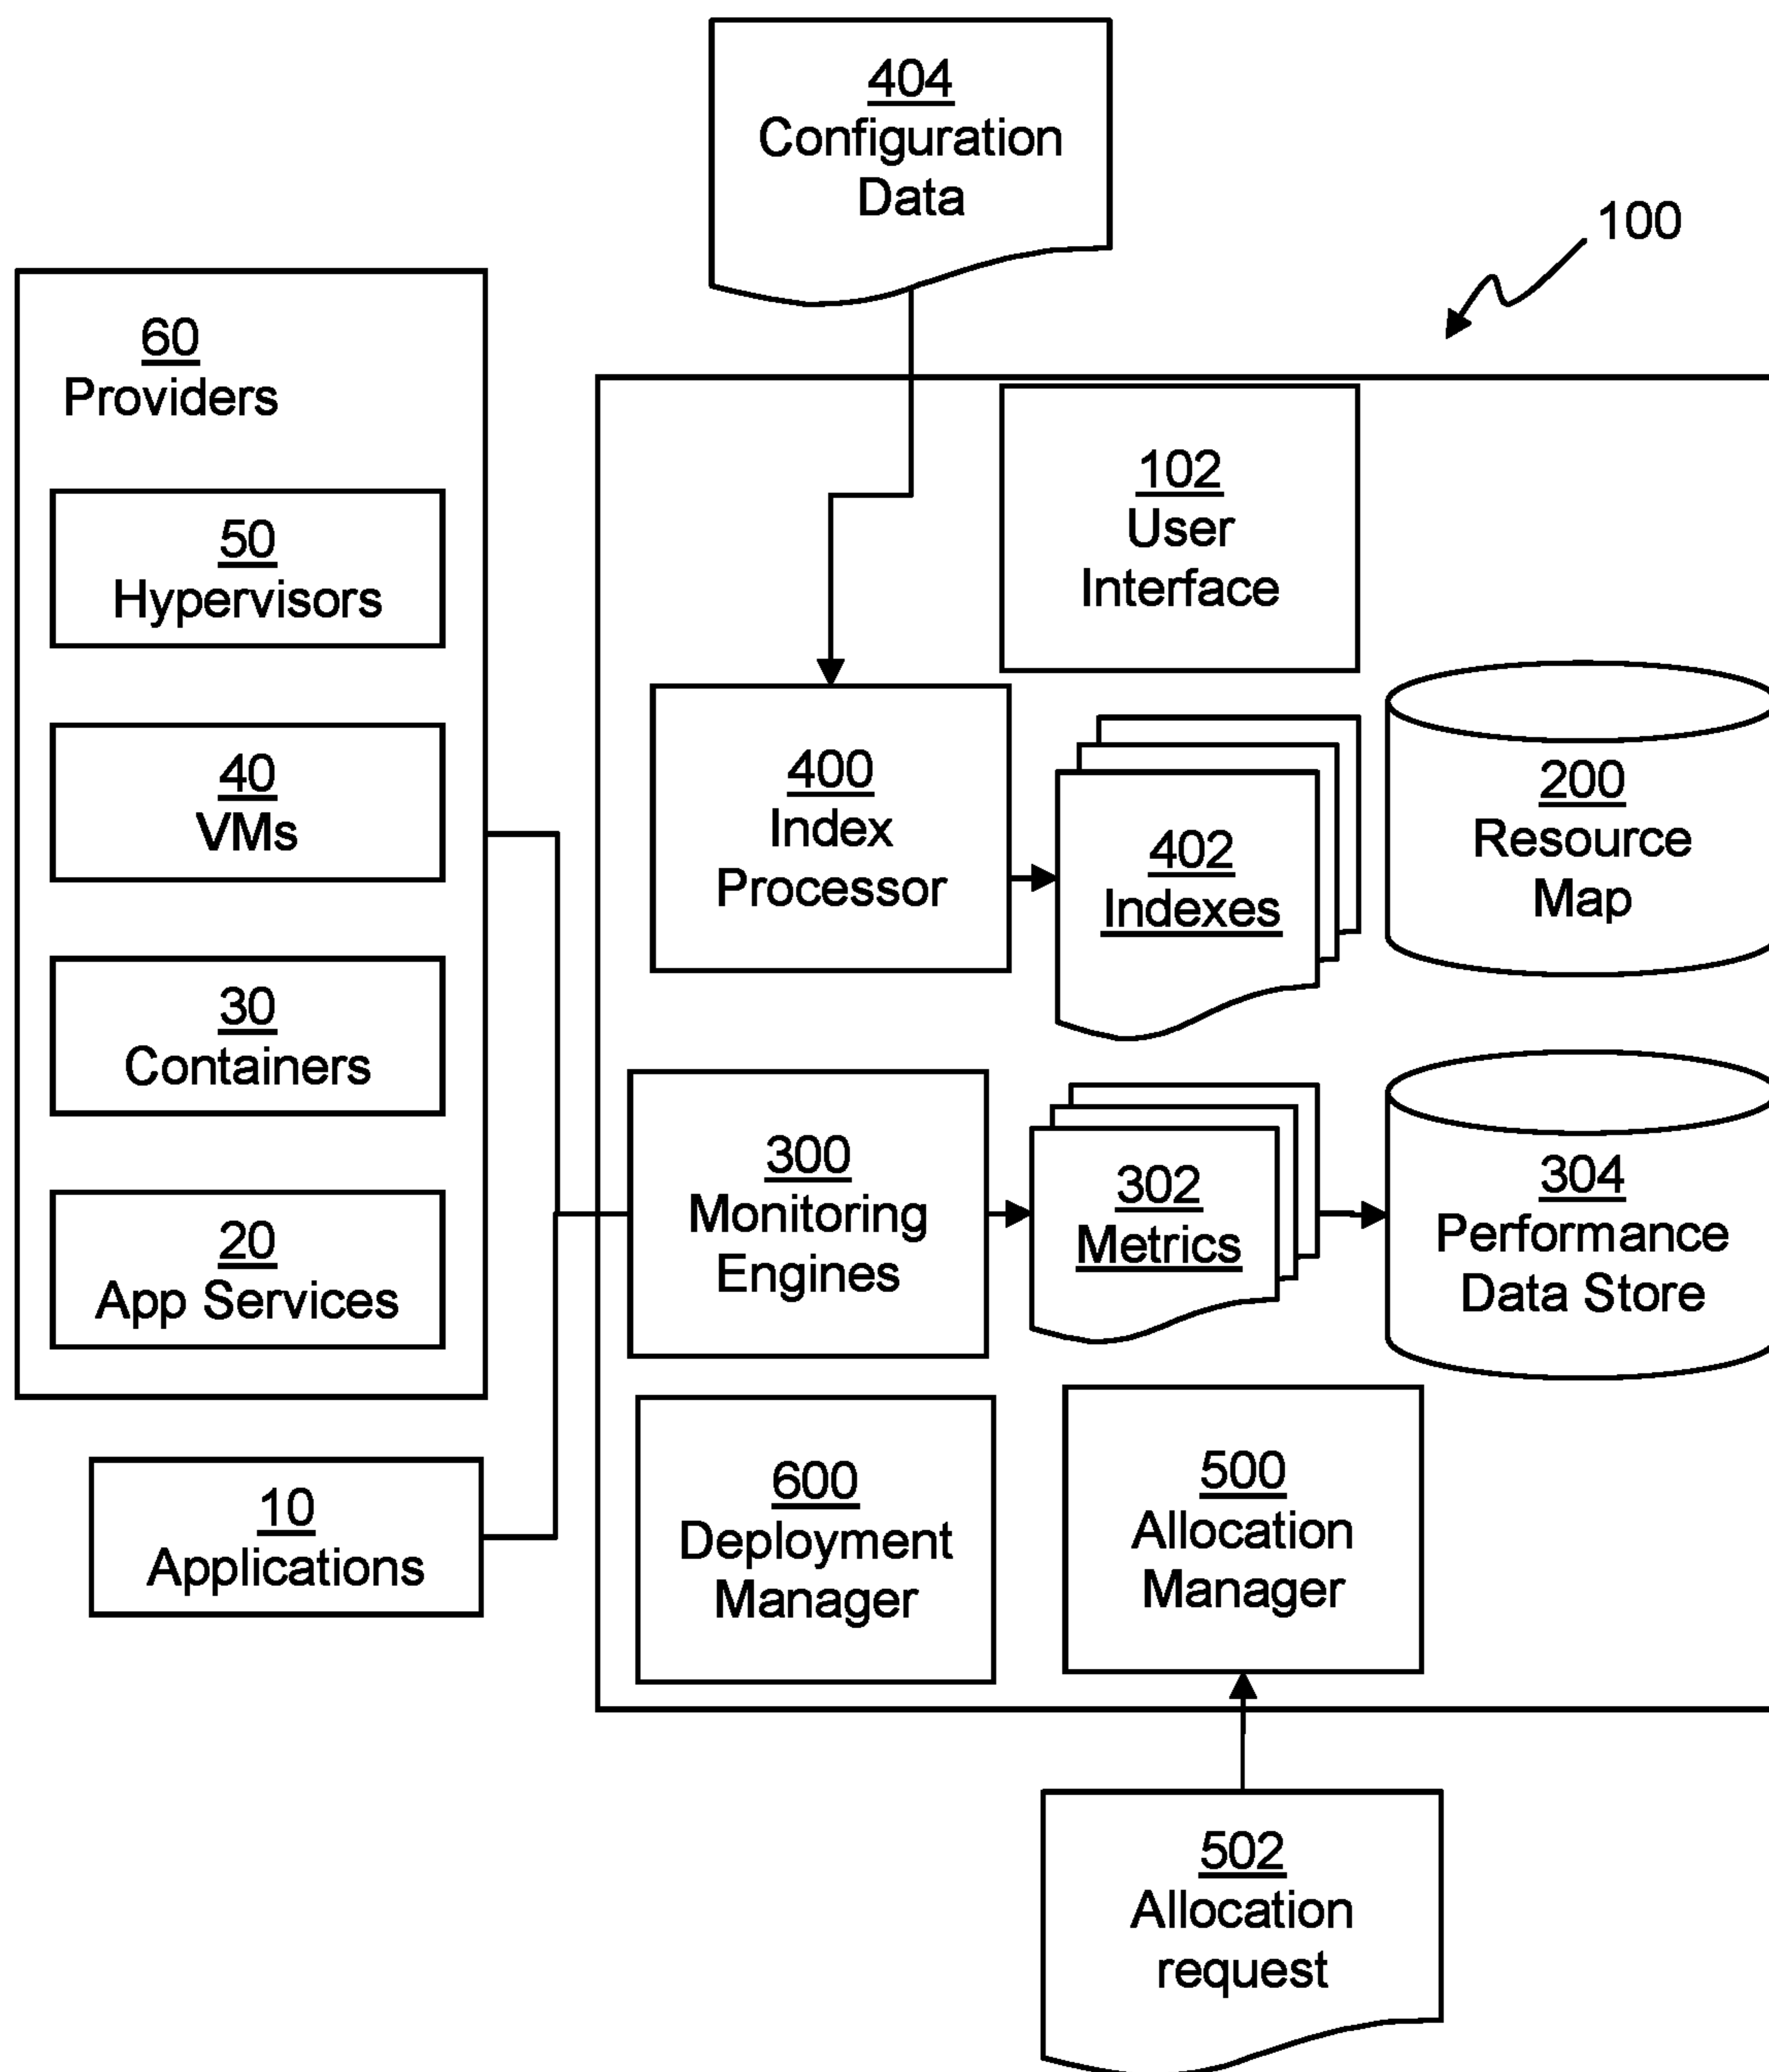 404
Configuration
Data
100
60
Providers
50
Hypervisors
40
VMs
30
Containers
20
App Services
10
Applications
102
User
Interface
400
Index
Processor
402
Indexes
200
Resource
Map
300
Monitoring
Engines
302
Metrics
304
Performance
Data Store
600
Deployment
Manager
500
Allocation
Manager
502
Allocation
request